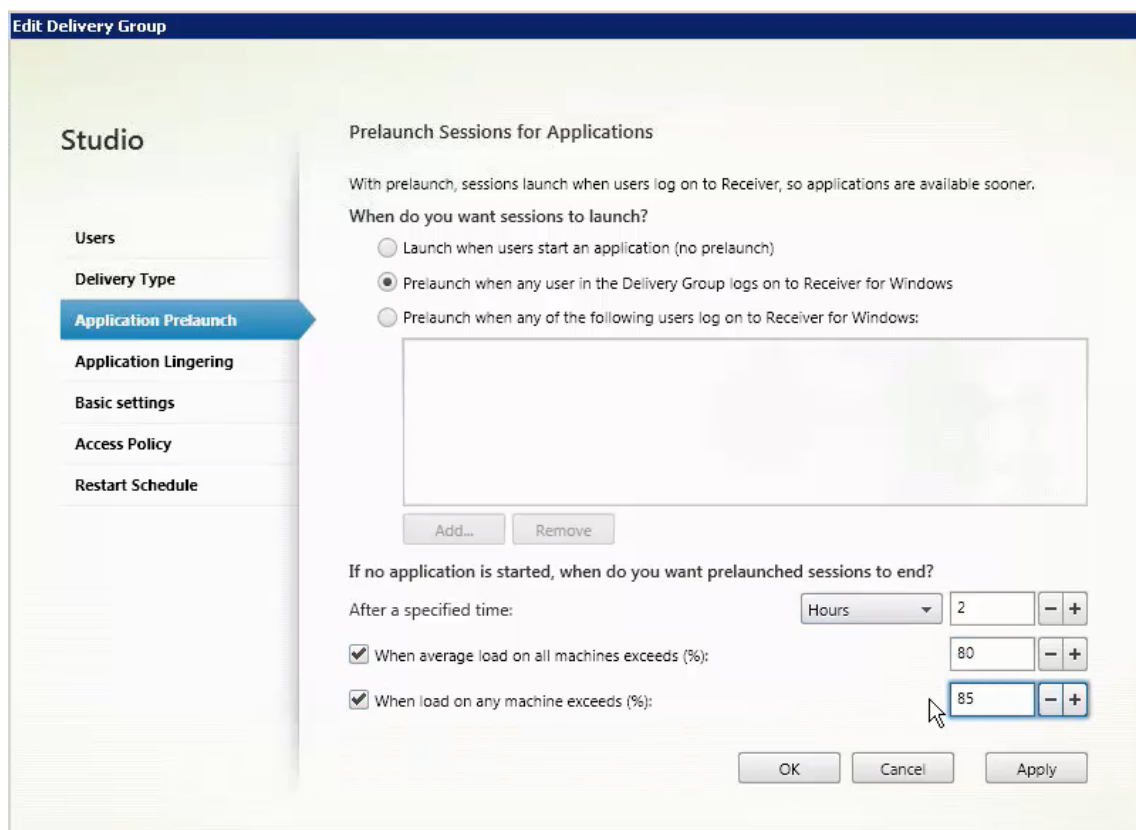 Edit Delivery Group
Studio
Users
Delivery Type
Application Prelaunch
Application Lingering
Basic settings
Access Policy
Restart Schedule
Prelaunch Sessions for Applications
With prelaunch, sessions launch when users log on to Receiver, so applications are available sooner.
When do you want sessions to launch?
Launch when users start an application (no prelaunch)
Prelaunch when any user in the Delivery Group logs on to Receiver for Windows
Prelaunch when any of the following users log on to Receiver for Windows:
Add... Remove
If no application is started, when do you want prelaunched sessions to end?
After a specified time: Hours 2 − +
When average load on all machines exceeds (%): 80 − +
When load on any machine exceeds (%): 85 − +
OK Cancel Apply